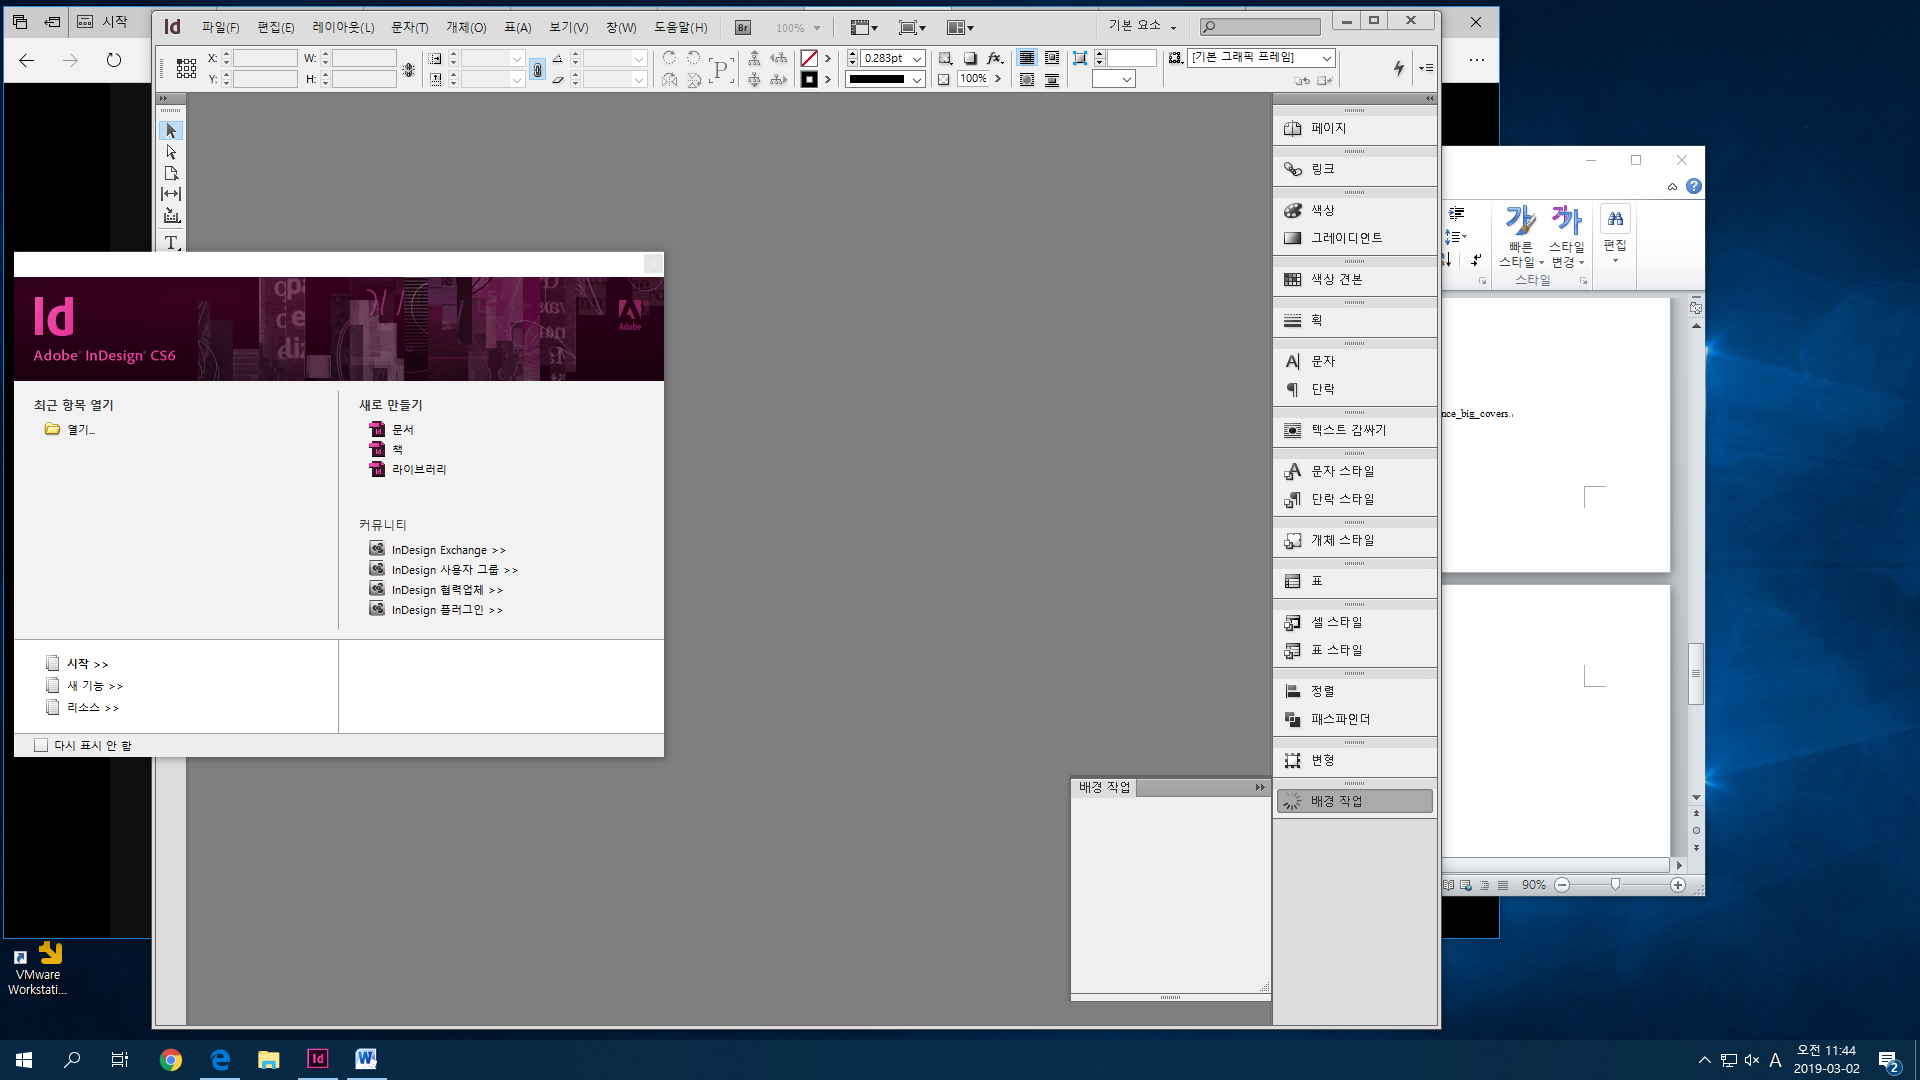 시작
Id
파일(F) 편집(E) 레이아웃(L) 문자(T) 개체(O) 표(A) 보기(V) 창(W) 도움말(H) Br 100% 기본 요소
X: W: 0.283pt [기본 그래픽 프레임]
Y: H: 100%
페이지
링크
색상
그레이디언트
색상 견본
획
문자
단락
텍스트 감싸기
문자 스타일
단락 스타일
개체 스타일
표
셀 스타일
표 스타일
정렬
패스파인더
변형
배경 작업
Id
Adobe® InDesign® CS6
Adobe
최근 항목 열기
열기...
새로 만들기
문서
책
라이브러리
커뮤니티
InDesign Exchange >>
InDesign 사용자 그룹 >>
InDesign 협력업체 >>
InDesign 플러그인 >>
시작 >>
새 기능 >>
리소스 >>
다시 표시 안 함
배경 작업
빠른 스타일
스타일 변경
편집
스타일
nce_big_covers.
90%
VMware
Workstati...
Id
W
A
오전 11:44
2019-03-02
2